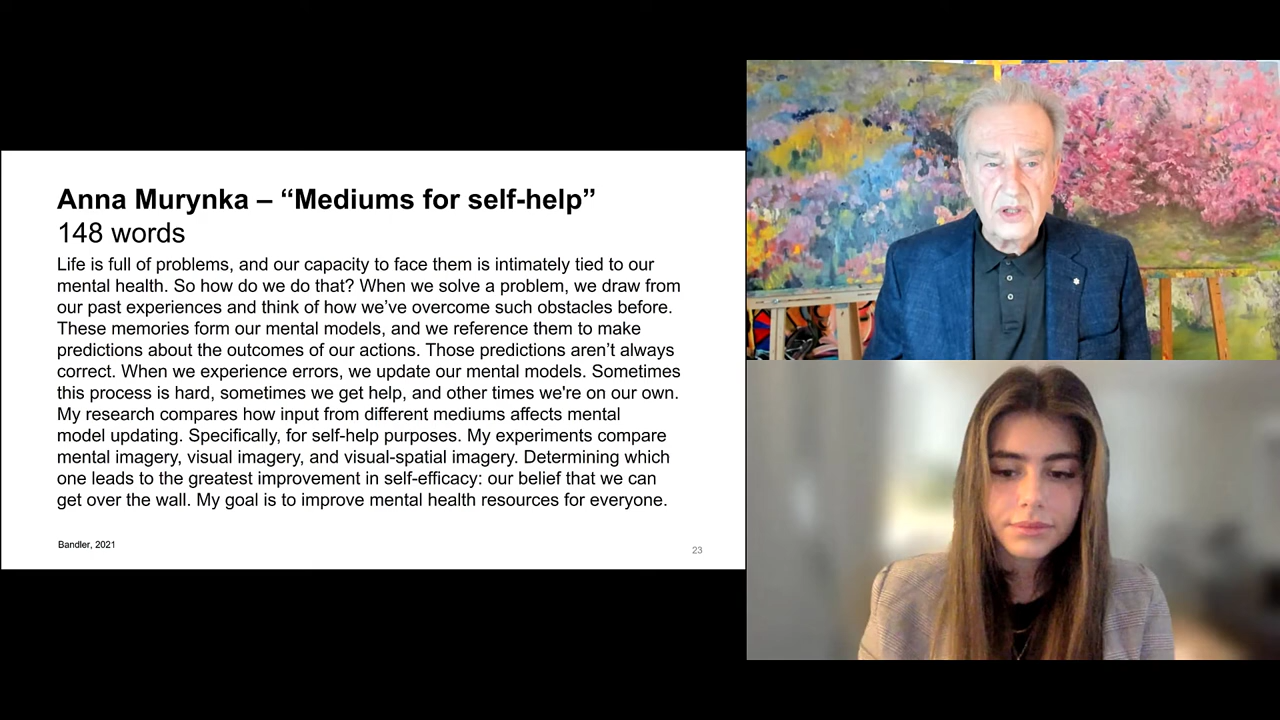 Anna Murynka – “Mediums for self-help”
148 words
Life is full of problems, and our capacity to face them is intimately tied to our
mental health. So how do we do that? When we solve a problem, we draw from
our past experiences and think of how we’ve overcome such obstacles before.
These memories form our mental models, and we reference them to make
predictions about the outcomes of our actions. Those predictions aren’t always
correct. When we experience errors, we update our mental models. Sometimes
this process is hard, sometimes we get help, and other times we're on our own.
My research compares how input from different mediums affects mental
model updating. Specifically, for self-help purposes. My experiments compare
mental imagery, visual imagery, and visual-spatial imagery. Determining which
one leads to the greatest improvement in self-efficacy: our belief that we can
get over the wall. My goal is to improve mental health resources for everyone.
Bandler, 2021
23